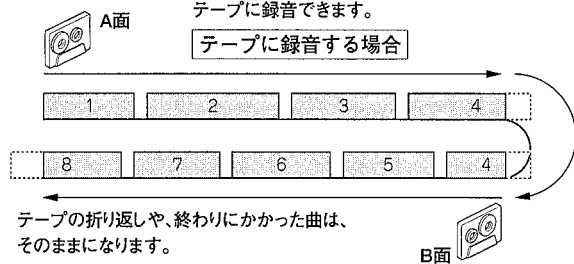 テープに録音できます。
A面
テープに録音する場合
1 2 3 4
8 7 6 5 4
テープの折り返しや、終わりにかかった曲は、
そのままになります。
B面